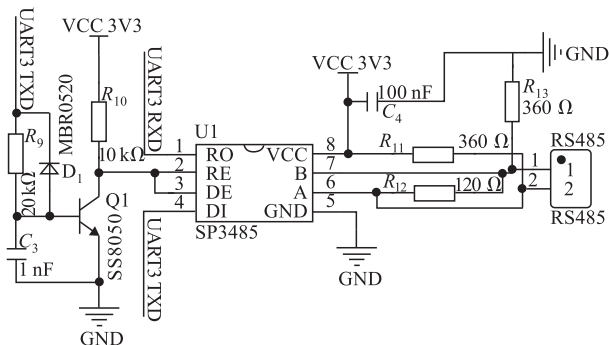 UART3 TXD
VCC 3V3
UART3 RXD
MBR0520
R10
10 kΩ
R9
20 kΩ
D1
Q1
SS8050
C3
1 nF
GND
UART3 TXD
U1
1
2
3
4
RO
RE
DE
DI
VCC
B
A
GND
8
7
6
5
SP3485
VCC 3V3
100 nF
C4
GND
R13
360 Ω
R11
360 Ω
R12
120 Ω
GND
RS485
1
2
1
2
RS485